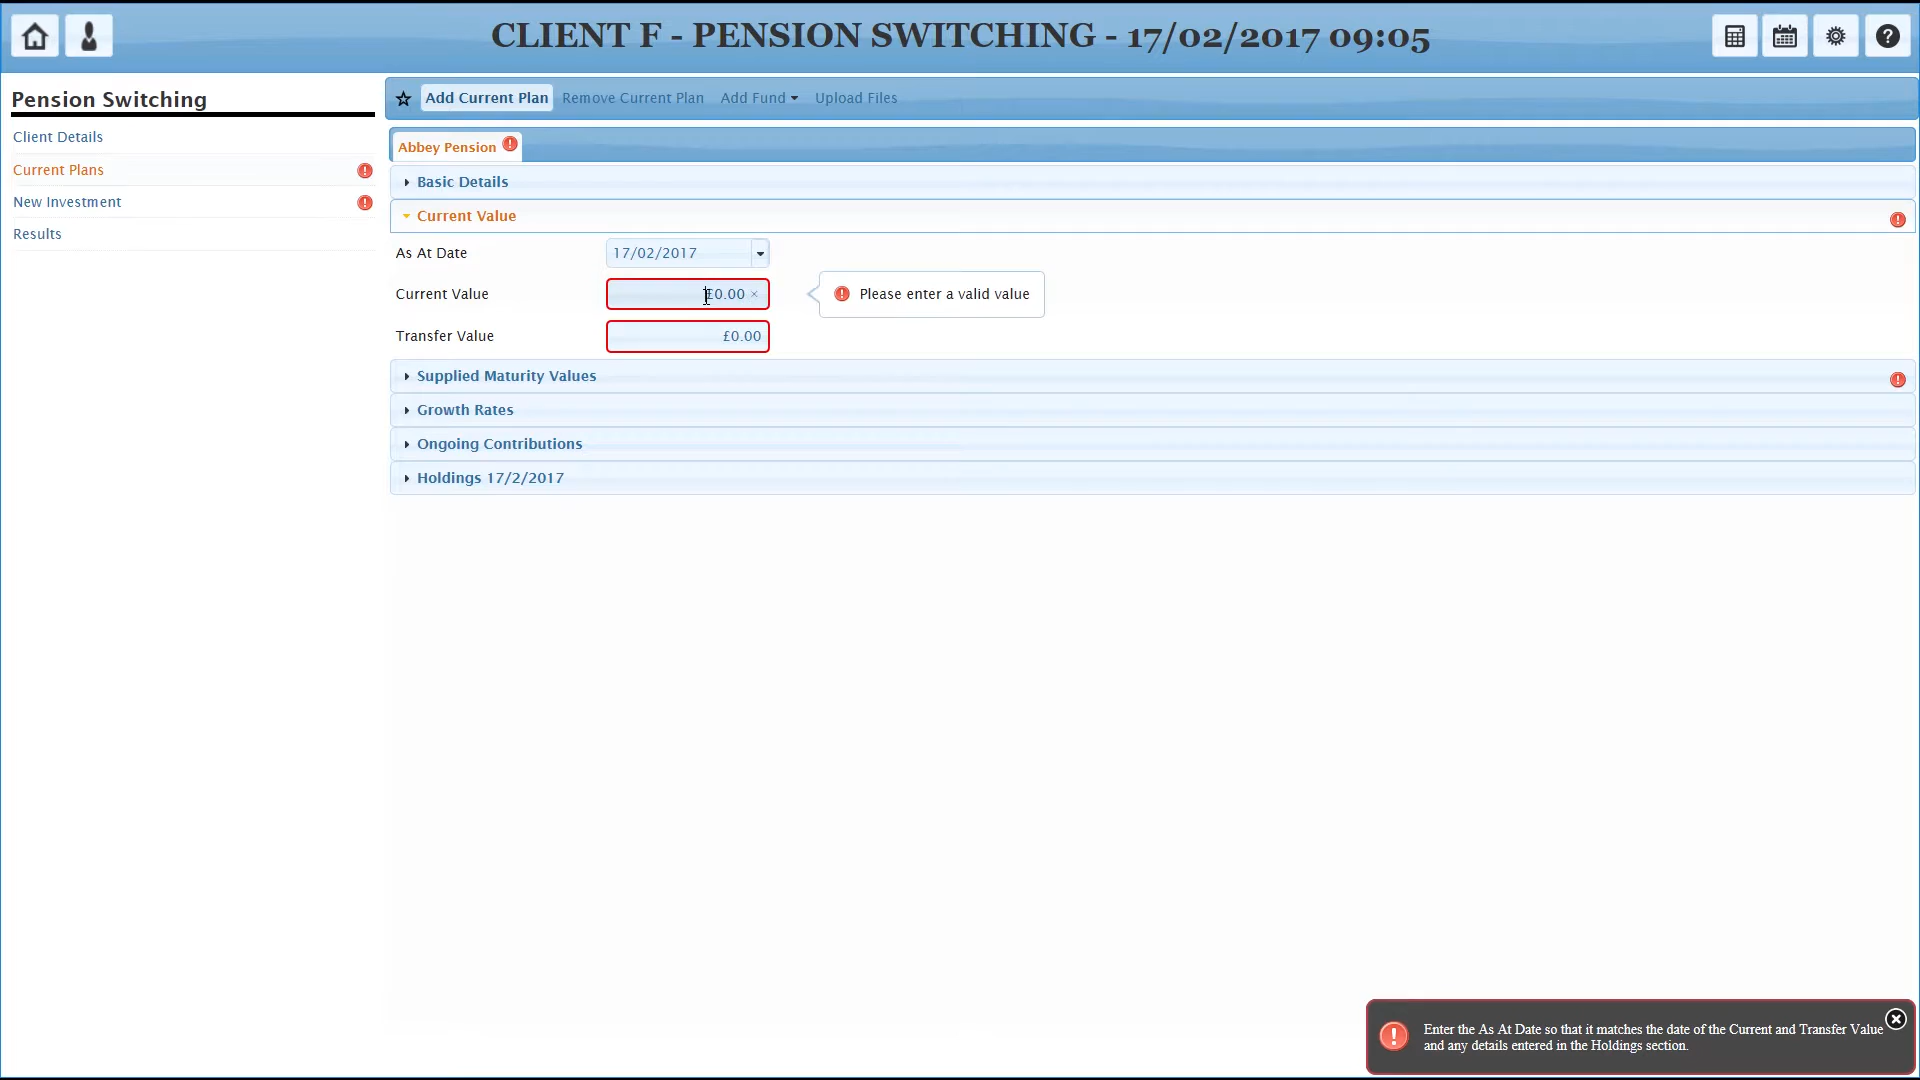 CLIENT F - PENSION SWITCHING - 17/02/2017 09:05
Pension Switching
Client Details
Current Plans
New Investment
Results
Add Current Plan Remove Current Plan Add Fund Upload Files
Abbey Pension
Basic Details
Current Value
As At Date 17/02/2017
Current Value £0.00 × Please enter a valid value
Transfer Value £0.00
Supplied Maturity Values
Growth Rates
Ongoing Contributions
Holdings 17/2/2017
Enter the As At Date so that it matches the date of the Current and Transfer Value
and any details entered in the Holdings section.